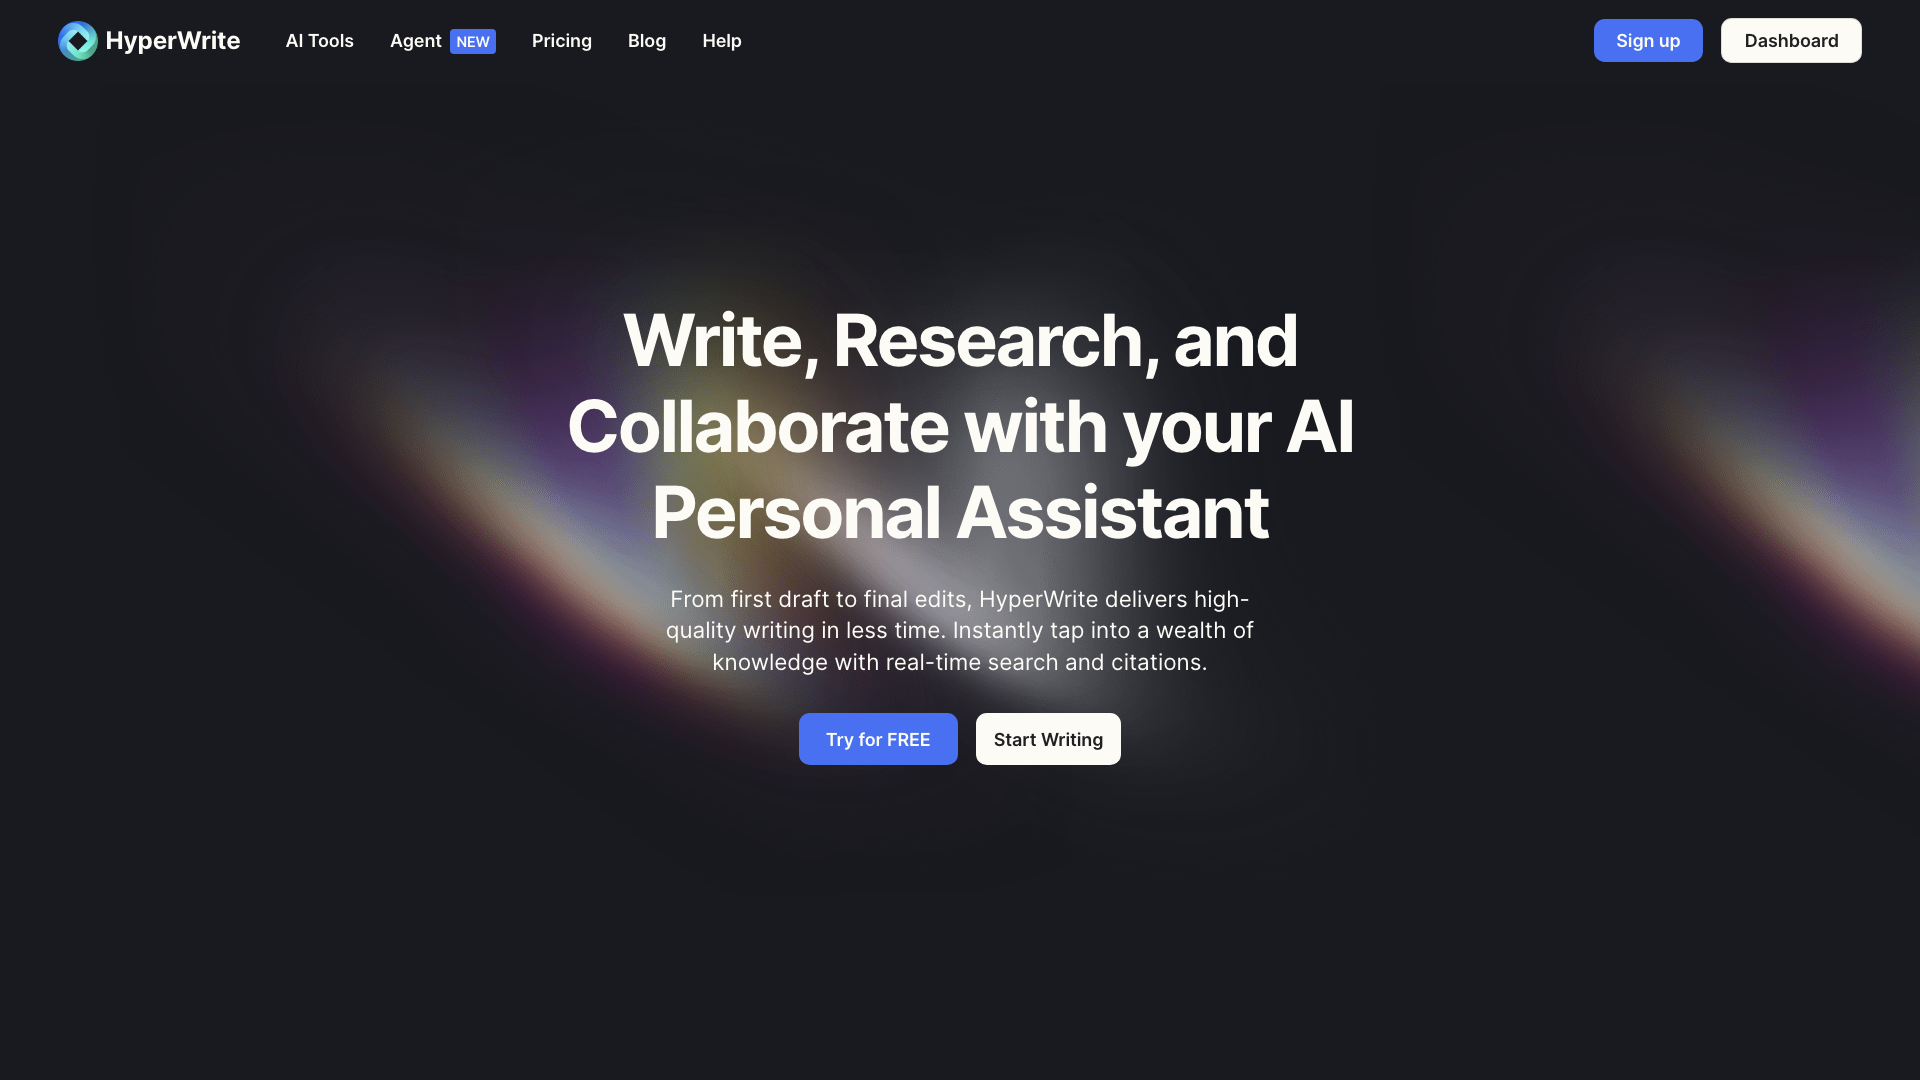 HyperWrite
AI Tools
Agent NEW
Pricing
Blog
Help
Sign up
Dashboard
Write, Research, and
Collaborate with your AI
Personal Assistant
From first draft to final edits, HyperWrite delivers high-
quality writing in less time. Instantly tap into a wealth of
knowledge with real-time search and citations.
Try for FREE
Start Writing